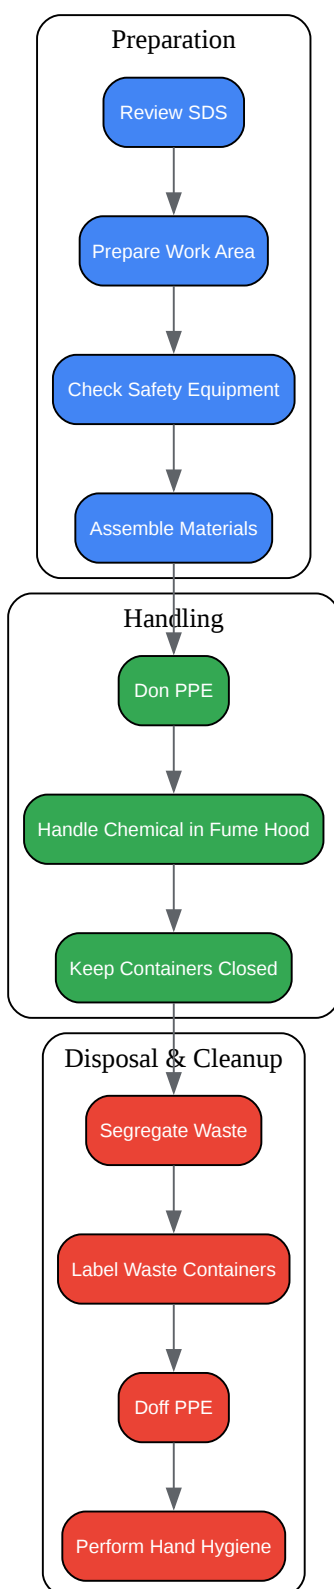 Preparation
Review SDS
Prepare Work Area
Check Safety Equipment
Assemble Materials
Handling
Don PPE
Handle Chemical in Fume Hood
Keep Containers Closed
Disposal & Cleanup
Segregate Waste
Label Waste Containers
Doff PPE
Perform Hand Hygiene